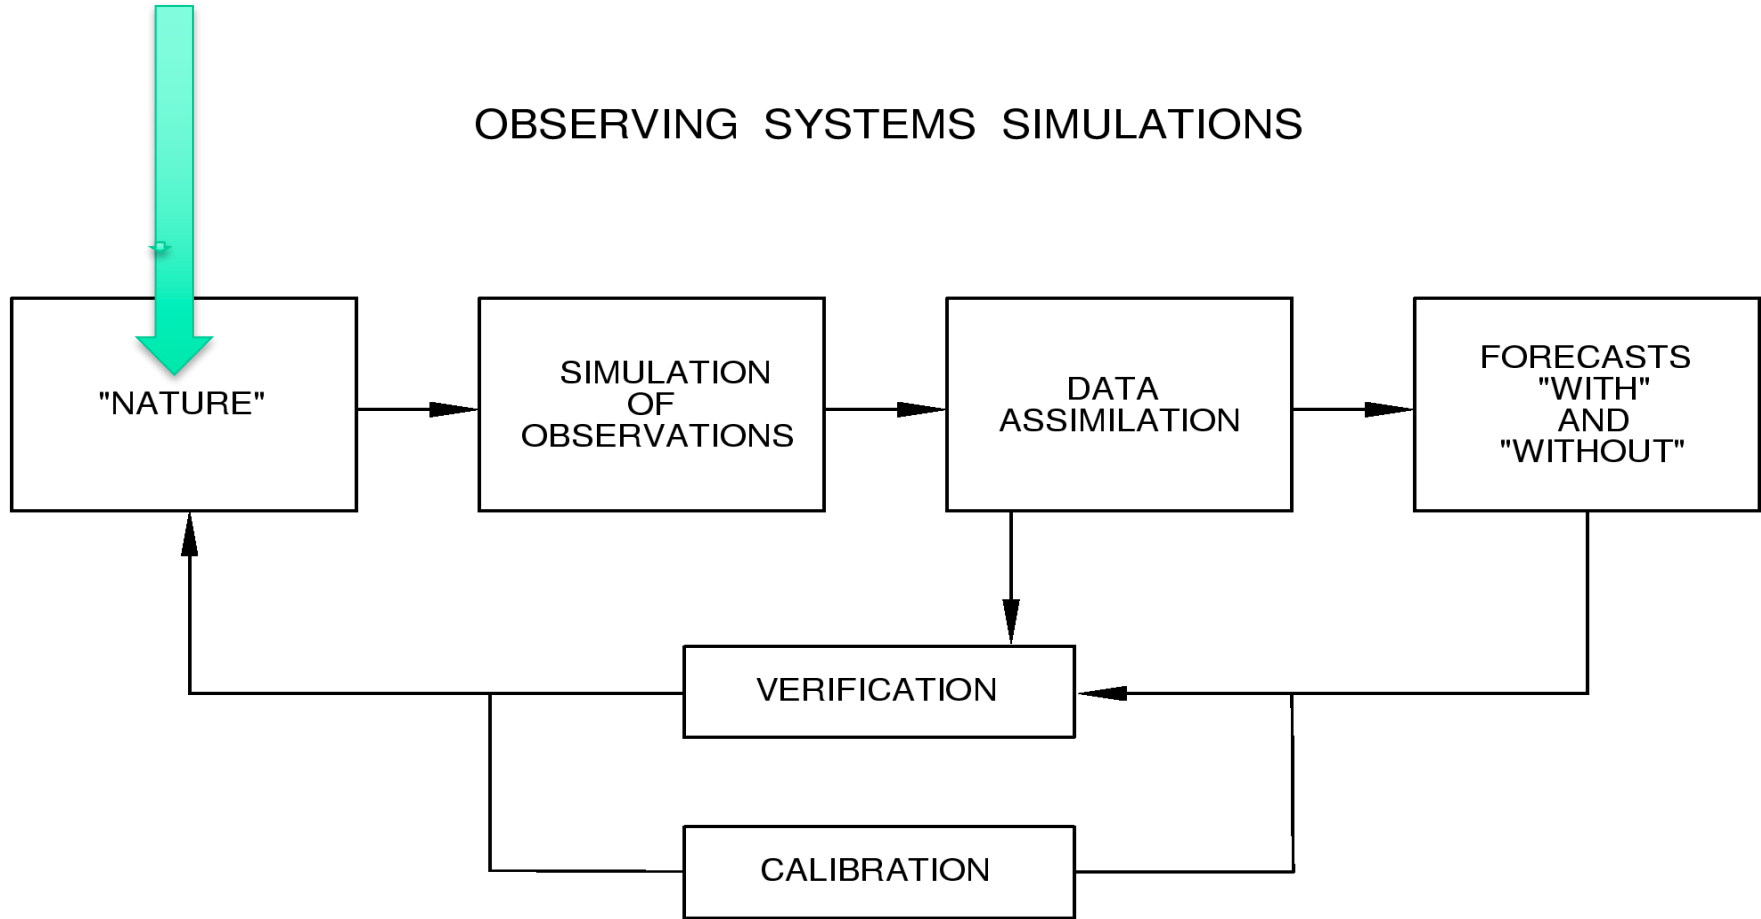 OBSERVING SYSTEMS SIMULATIONS
"NATURE"
SIMULATION
OF
OBSERVATIONS
DATA
ASSIMILATION
FORECASTS
"WITH"
AND
"WITHOUT"
VERIFICATION
CALIBRATION